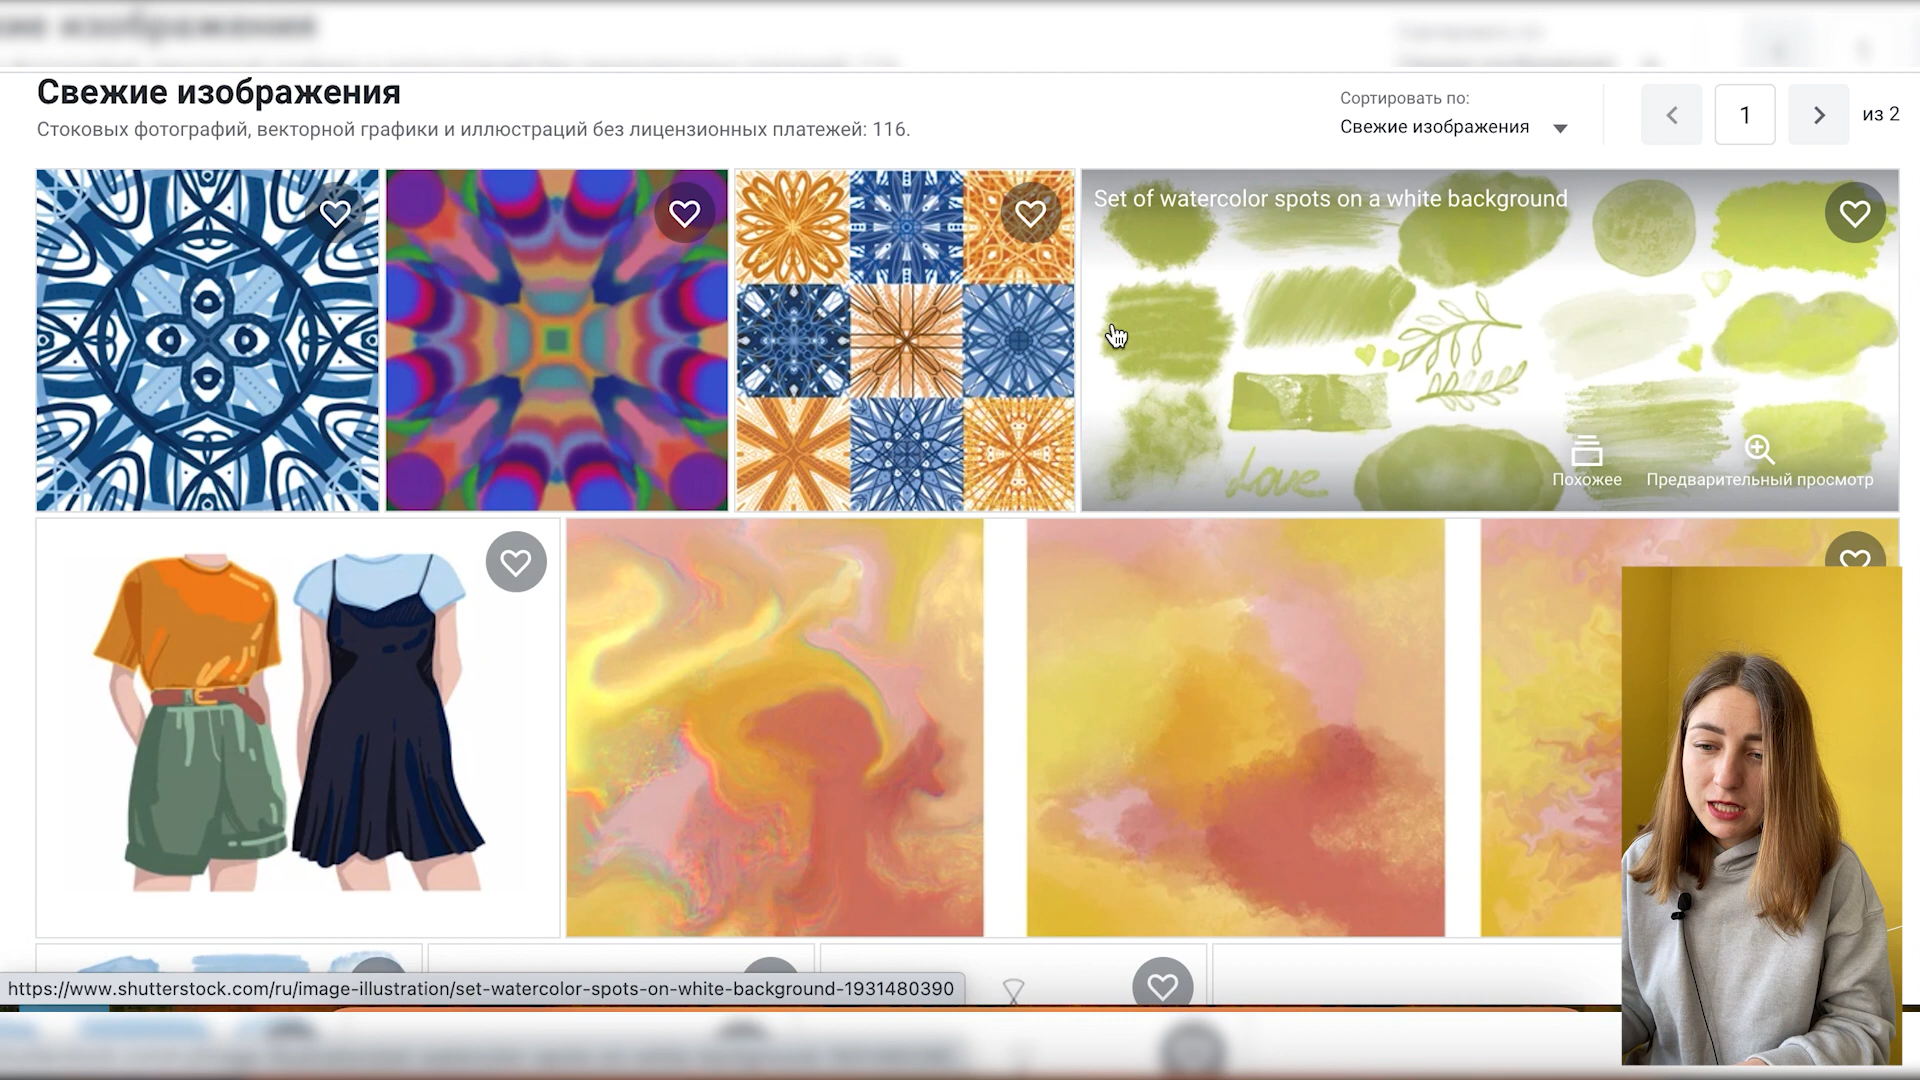 Свежие изображения
Стоковых фотографий, векторной графики и иллюстраций без лицензионных платежей: 116.
Сортировать по:
Свежие изображения
1
из 2
Set of watercolor spots on a white background
Love
Похожее
Предварительный просмотр
https://www.shutterstock.com/ru/image-illustration/set-watercolor-spots-on-white-background-1931480390